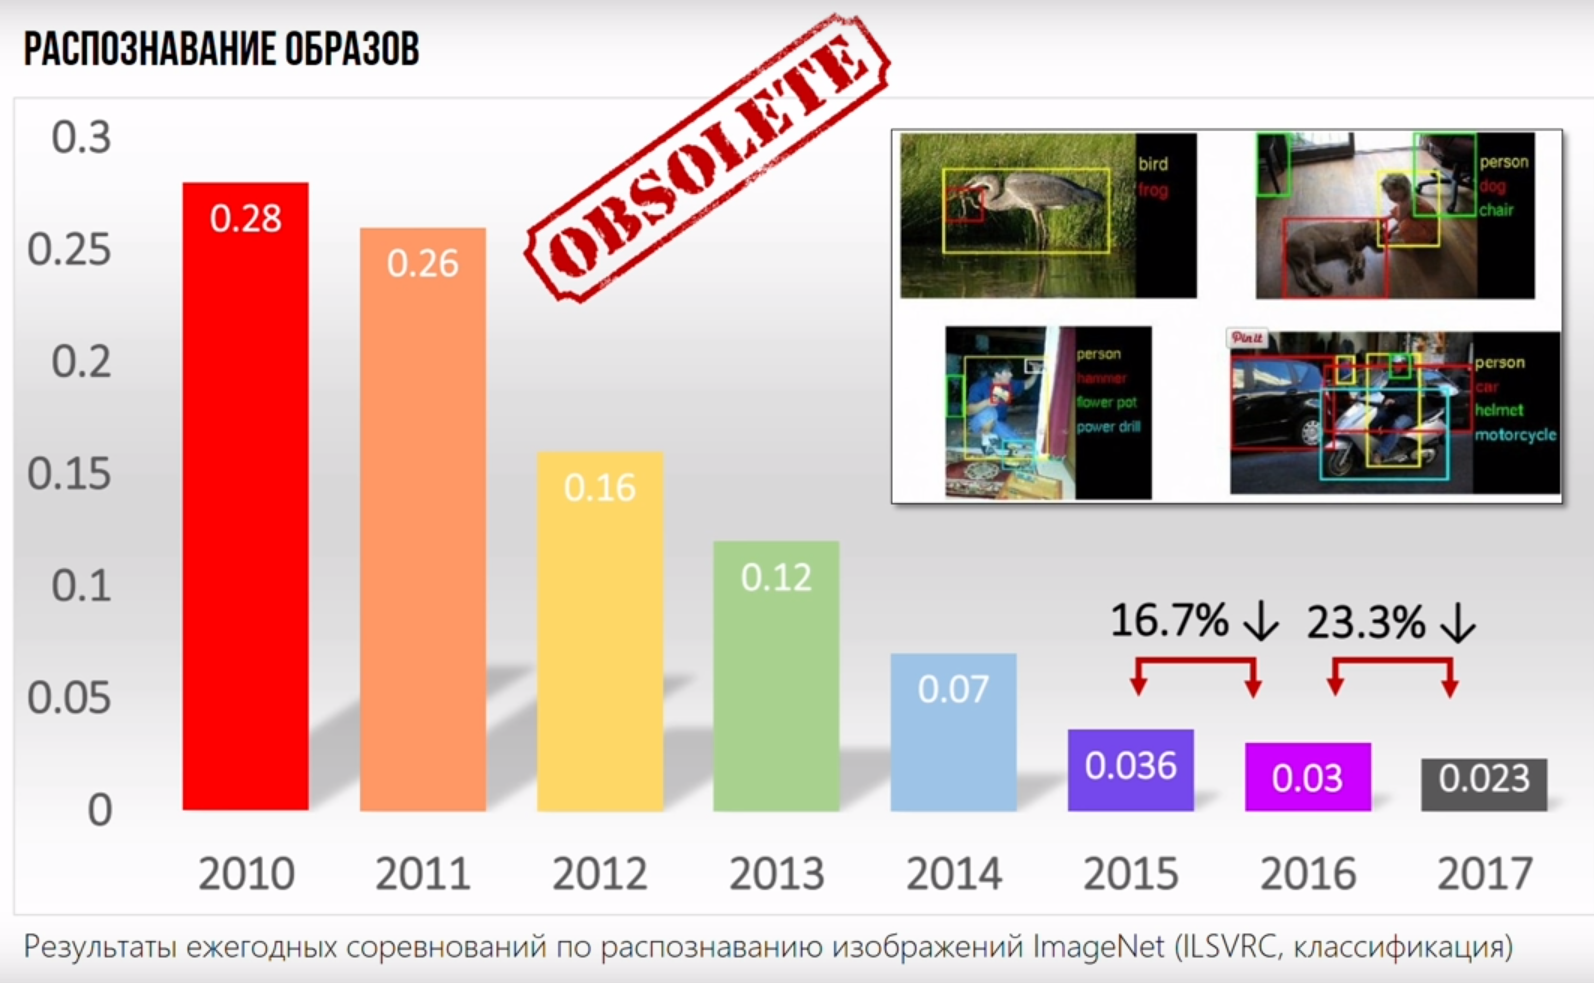 РАСПОЗНАВАНИЕ ОБРАЗОВ
OBSOLETE
0.3
0.25
0.2
0.15
0.1
0.05
0
0.28
0.26
0.16
0.12
0.07
0.036
0.03
0.023
16.7% ↓
23.3% ↓
bird
frog
person
dog
chair
person
hammer
flower pot
power drill
Pin it
person
car
helmet
motorcycle
2010 2011 2012 2013 2014 2015 2016 2017
Результаты ежегодных соревнований по распознаванию изображений ImageNet (ILSVRC, классификация)